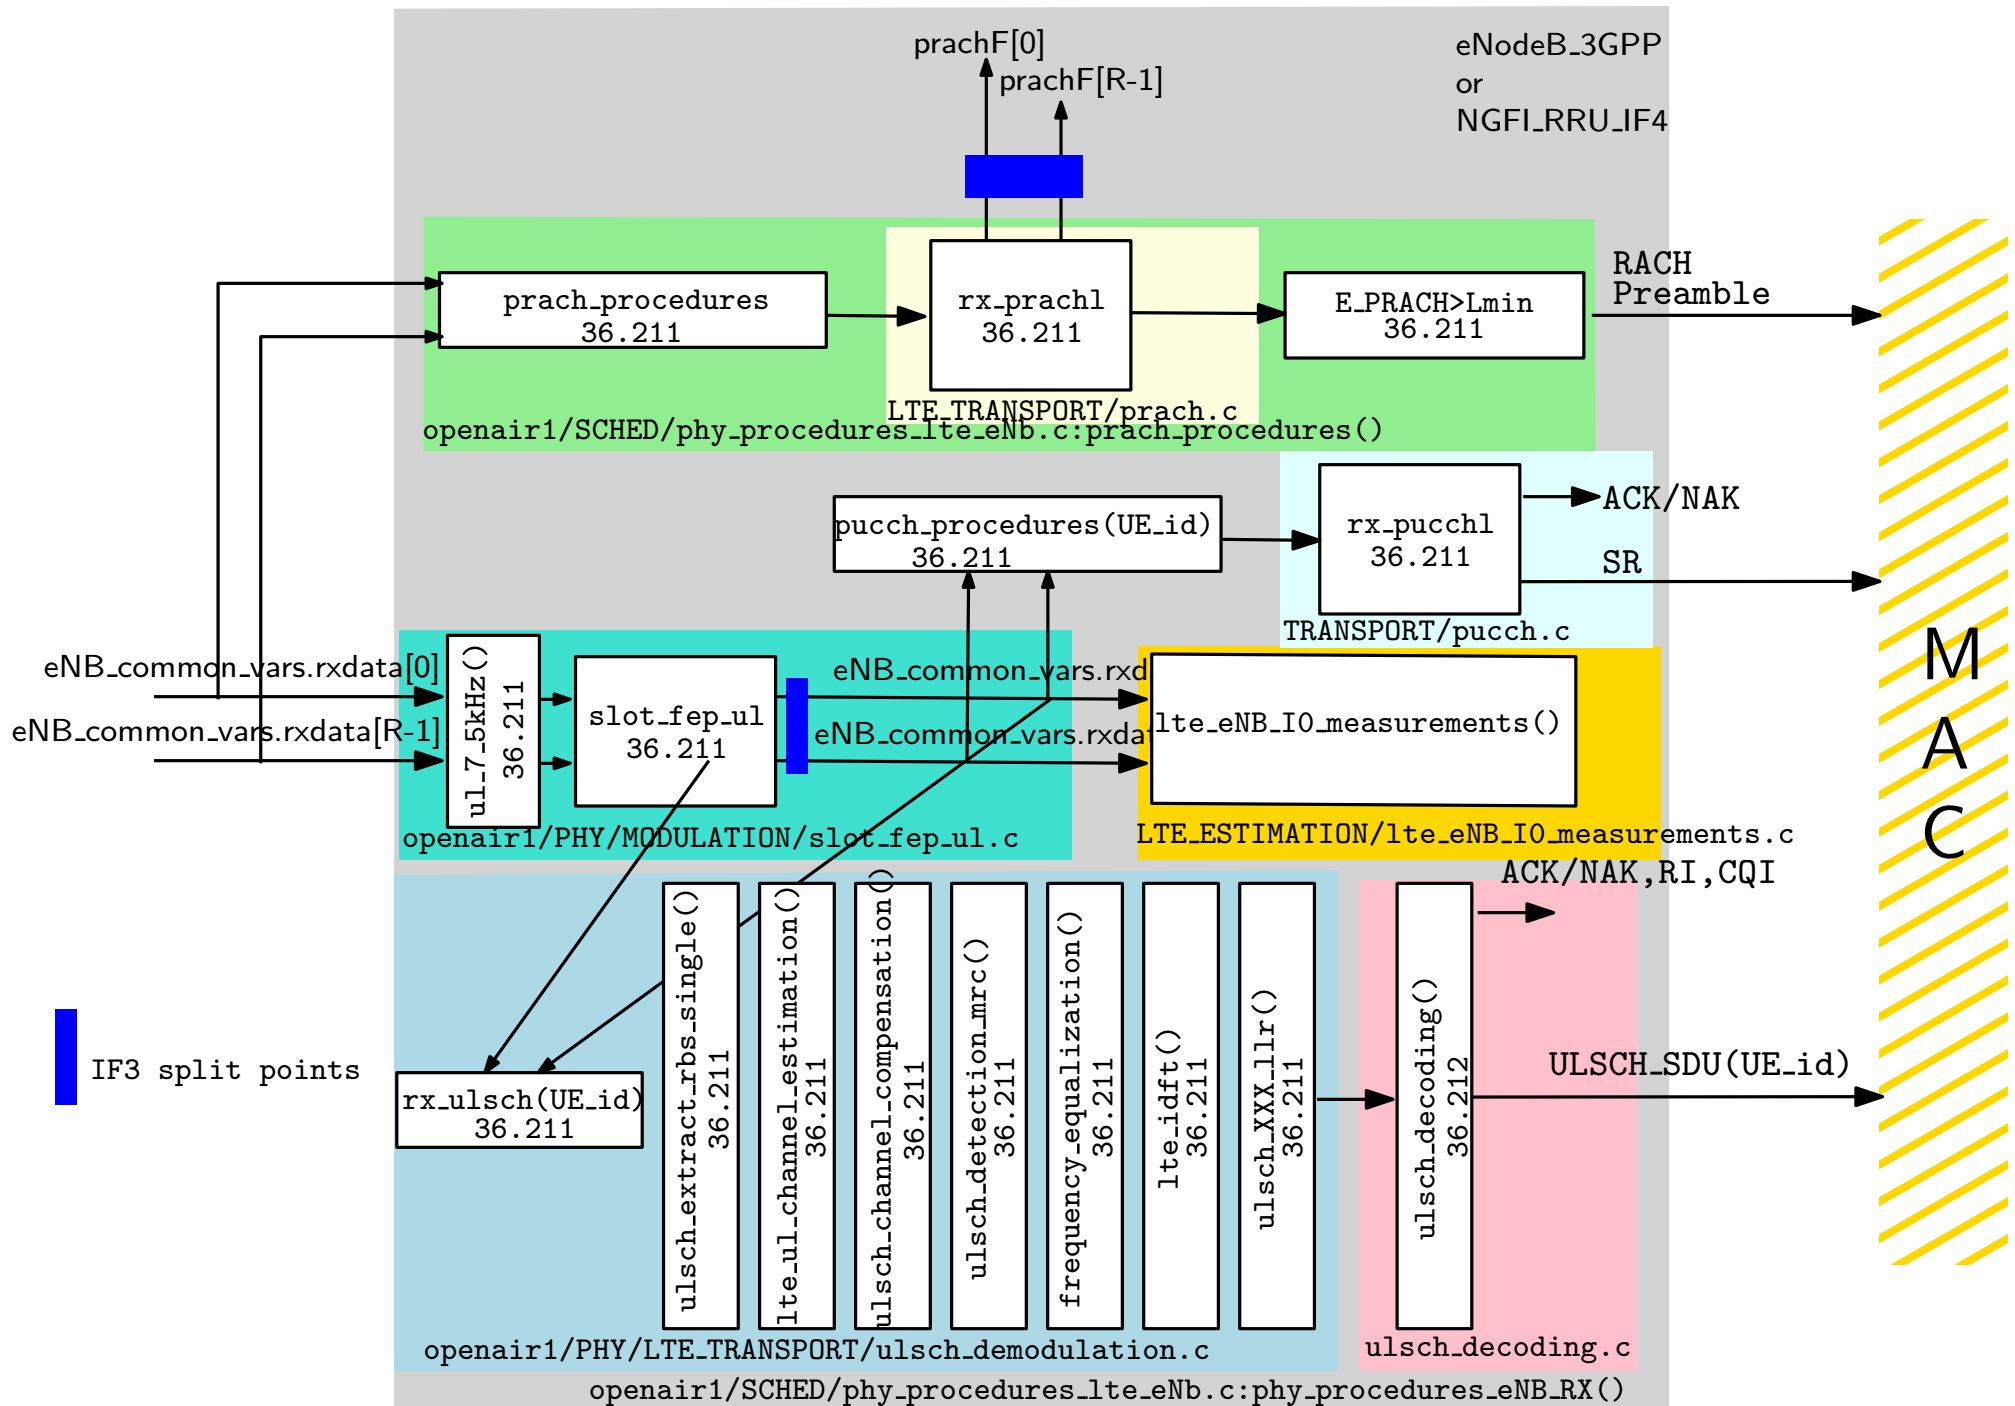 prachF[0]
prachF[R-1]
eNodeB_3GPP
or
NGFI_RRU_IF4
prach_procedures
36.211
rx_prachl
36.211
E_PRACH>Lmin
36.211
RACH
Preamble
LTE_TRANSPORT/prach.c
openair1/SCHED/phy_procedures_lte_eNb.c:prach_procedures()
pucch_procedures(UE_id)
36.211
rx_pucchl
36.211
ACK/NAK
SR
TRANSPORT/pucch.c
eNB_common_vars.rxdata[0]
eNB_common_vars.rxdata[R-1]
ul_7_5kHz()
36.211
slot_fep_ul
36.211
eNB_common_vars.rxd
eNB_common_vars.rxda
lte_eNB_I0_measurements()
openair1/PHY/MODULATION/slot_fep_ul.c
LTE_ESTIMATION/lte_eNB_I0_measurements.c
M
A
C
ACK/NAK,RI,CQI
IF3 split points
rx_ulsch(UE_id)
36.211
ulsch_extract_rbs_single()
36.211
lte_ul_channel_estimation()
36.211
ulsch_channel_compensation()
36.211
ulsch_detection_mrc()
36.211
frequency_equalization()
36.211
lte_idft()
36.211
ulsch_XXX_llr()
36.211
ulsch_decoding()
36.212
ULSCH_SDU(UE_id)
openair1/PHY/LTE_TRANSPORT/ulsch_demodulation.c
ulsch_decoding.c
openair1/SCHED/phy_procedures_lte_eNb.c:phy_procedures_eNB_RX()